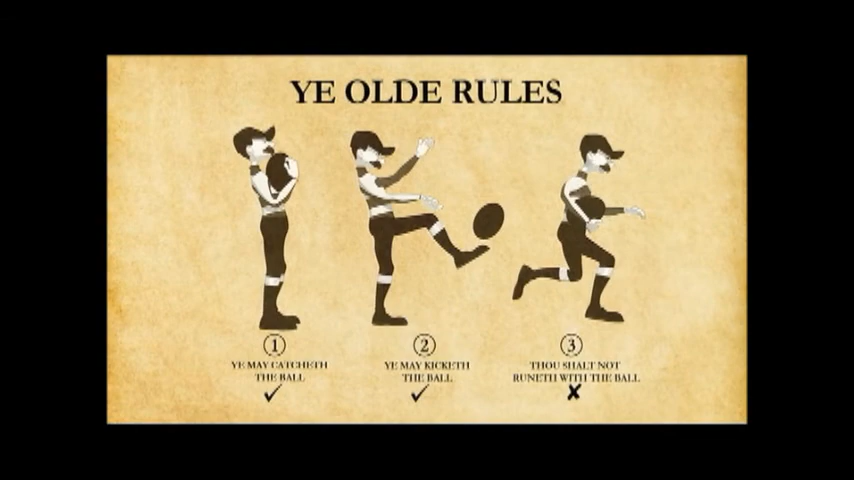 YE OLDE RULES
1
YE MAY CATCHETH
THE BALL
2
YE MAY KICKETH
THE BALL
3
THOU SHALT NOT
RUNETH WITH THE BALL